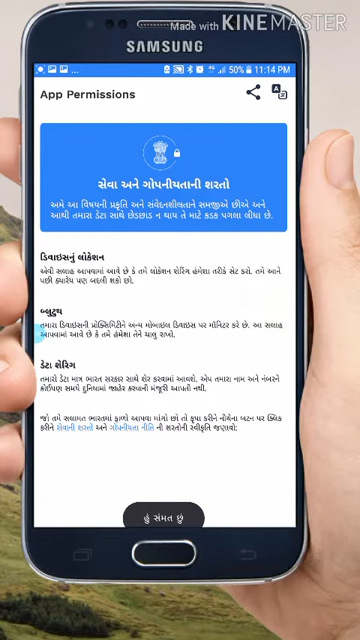 Made with KINEMASTER
SAMSUNG
50% 11:14 PM
App Permissions
સેવા અને ગોપનીયતાની શરતો
અમે આ વિષયની પ્રકૃતિ અને સંવેદનશીલતાને સમજીએ છીએ અને
આથી તમારા ડેટા સાથે છેડછાડ ન થાય તે માટે કડક પગલા લીધા છે.
ડિવાઇસનું લોકેશન
એવી સલાહ આપવામાં આવે છે કે તમે લોકેશન શેરિંગ હંમેશા તરીકે સેટ કરો. તમે આને
પછી ક્યારેય પણ બદલી શકો છો.
બ્લુટુથ
તમારા ડિવાઇસની પ્રોક્સિમિટીને અન્ય મોબાઇલ ડિવાઇસ પર મોનિટર કરે છે. આ સલાહ
આપવામાં આવે છે કે તમે હંમેશા તેને ચાલુ રાખો.
ડેટા શેરિંગ
તમારો ડેટા માત્ર ભારત સરકાર સાથે શેર કરવામાં આવશે. એપ તમારા નામ અને નંબરને
કોઈપણ સમયે દુનિયામાં જાહેર કરવાની મંજૂરી આપતી નથી.
જો તમે સલામત ભારતમાં ફાળો આપવા માંગો છો તો કૃપા કરીને નીચેના બટન પર ક્લિક
કરીને સેવાની શરતો અને ગોપનીયતા નીતિ ની શરતોની સ્વીકૃતિ જણાવો:
હું સંમત છું